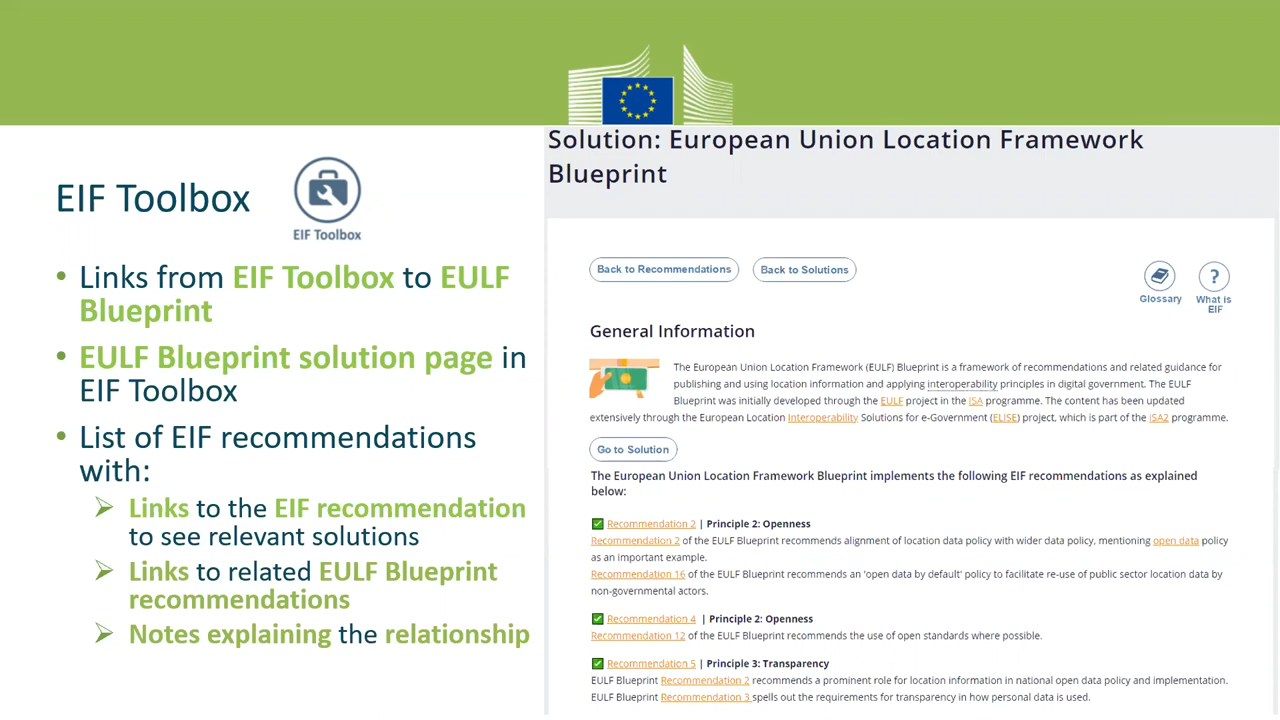 EIF Toolbox
EIF Toolbox
• Links from EIF Toolbox to EULF
Blueprint
• EULF Blueprint solution page in
EIF Toolbox
• List of EIF recommendations
with:
➢ Links to the EIF recommendation
to see relevant solutions
➢ Links to related EULF Blueprint
recommendations
➢ Notes explaining the relationship
Solution: European Union Location Framework
Blueprint
Back to Recommendations
Back to Solutions
Glossary
?
What is
EIF
General Information
The European Union Location Framework (EULF) Blueprint is a framework of recommendations and related guidance for
publishing and using location information and applying interoperability principles in digital government. The EULF
Blueprint was initially developed through the EULF project in the ISA programme. The content has been updated
extensively through the European Location Interoperability Solutions for e-Government (ELISE) project, which is part of the ISA2 programme.
Go to Solution
The European Union Location Framework Blueprint implements the following EIF recommendations as explained
below:
Recommendation 2 | Principle 2: Openness
Recommendation 2 of the EULF Blueprint recommends alignment of location data policy with wider data policy, mentioning open data policy
as an important example.
Recommendation 16 of the EULF Blueprint recommends an 'open data by default' policy to facilitate re-use of public sector location data by
non-governmental actors.
Recommendation 4 | Principle 2: Openness
Recommendation 12 of the EULF Blueprint recommends the use of open standards where possible.
Recommendation 5 | Principle 3: Transparency
EULF Blueprint Recommendation 2 recommends a prominent role for location information in national open data policy and implementation.
EULF Blueprint Recommendation 3 spells out the requirements for transparency in how personal data is used.